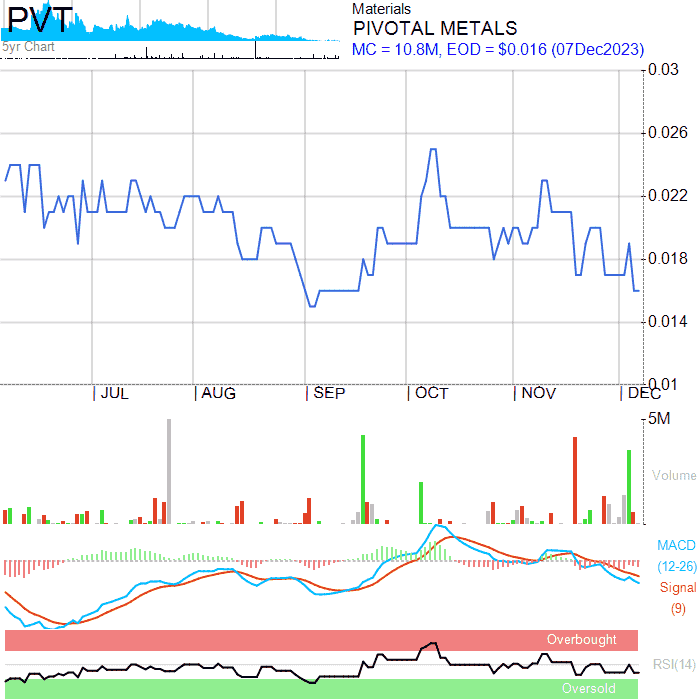 PVT
5yr Chart
Materials
PIVOTAL METALS
MC = 10.8M, EOD = $0.016 (07Dec2023)
0.03
0.026
0.022
0.018
0.014
0.01
JUL AUG SEP OCT NOV DEC
5M
Volume
MACD
(12-26)
Signal
(9)
Overbought
RSI(14)
Oversold